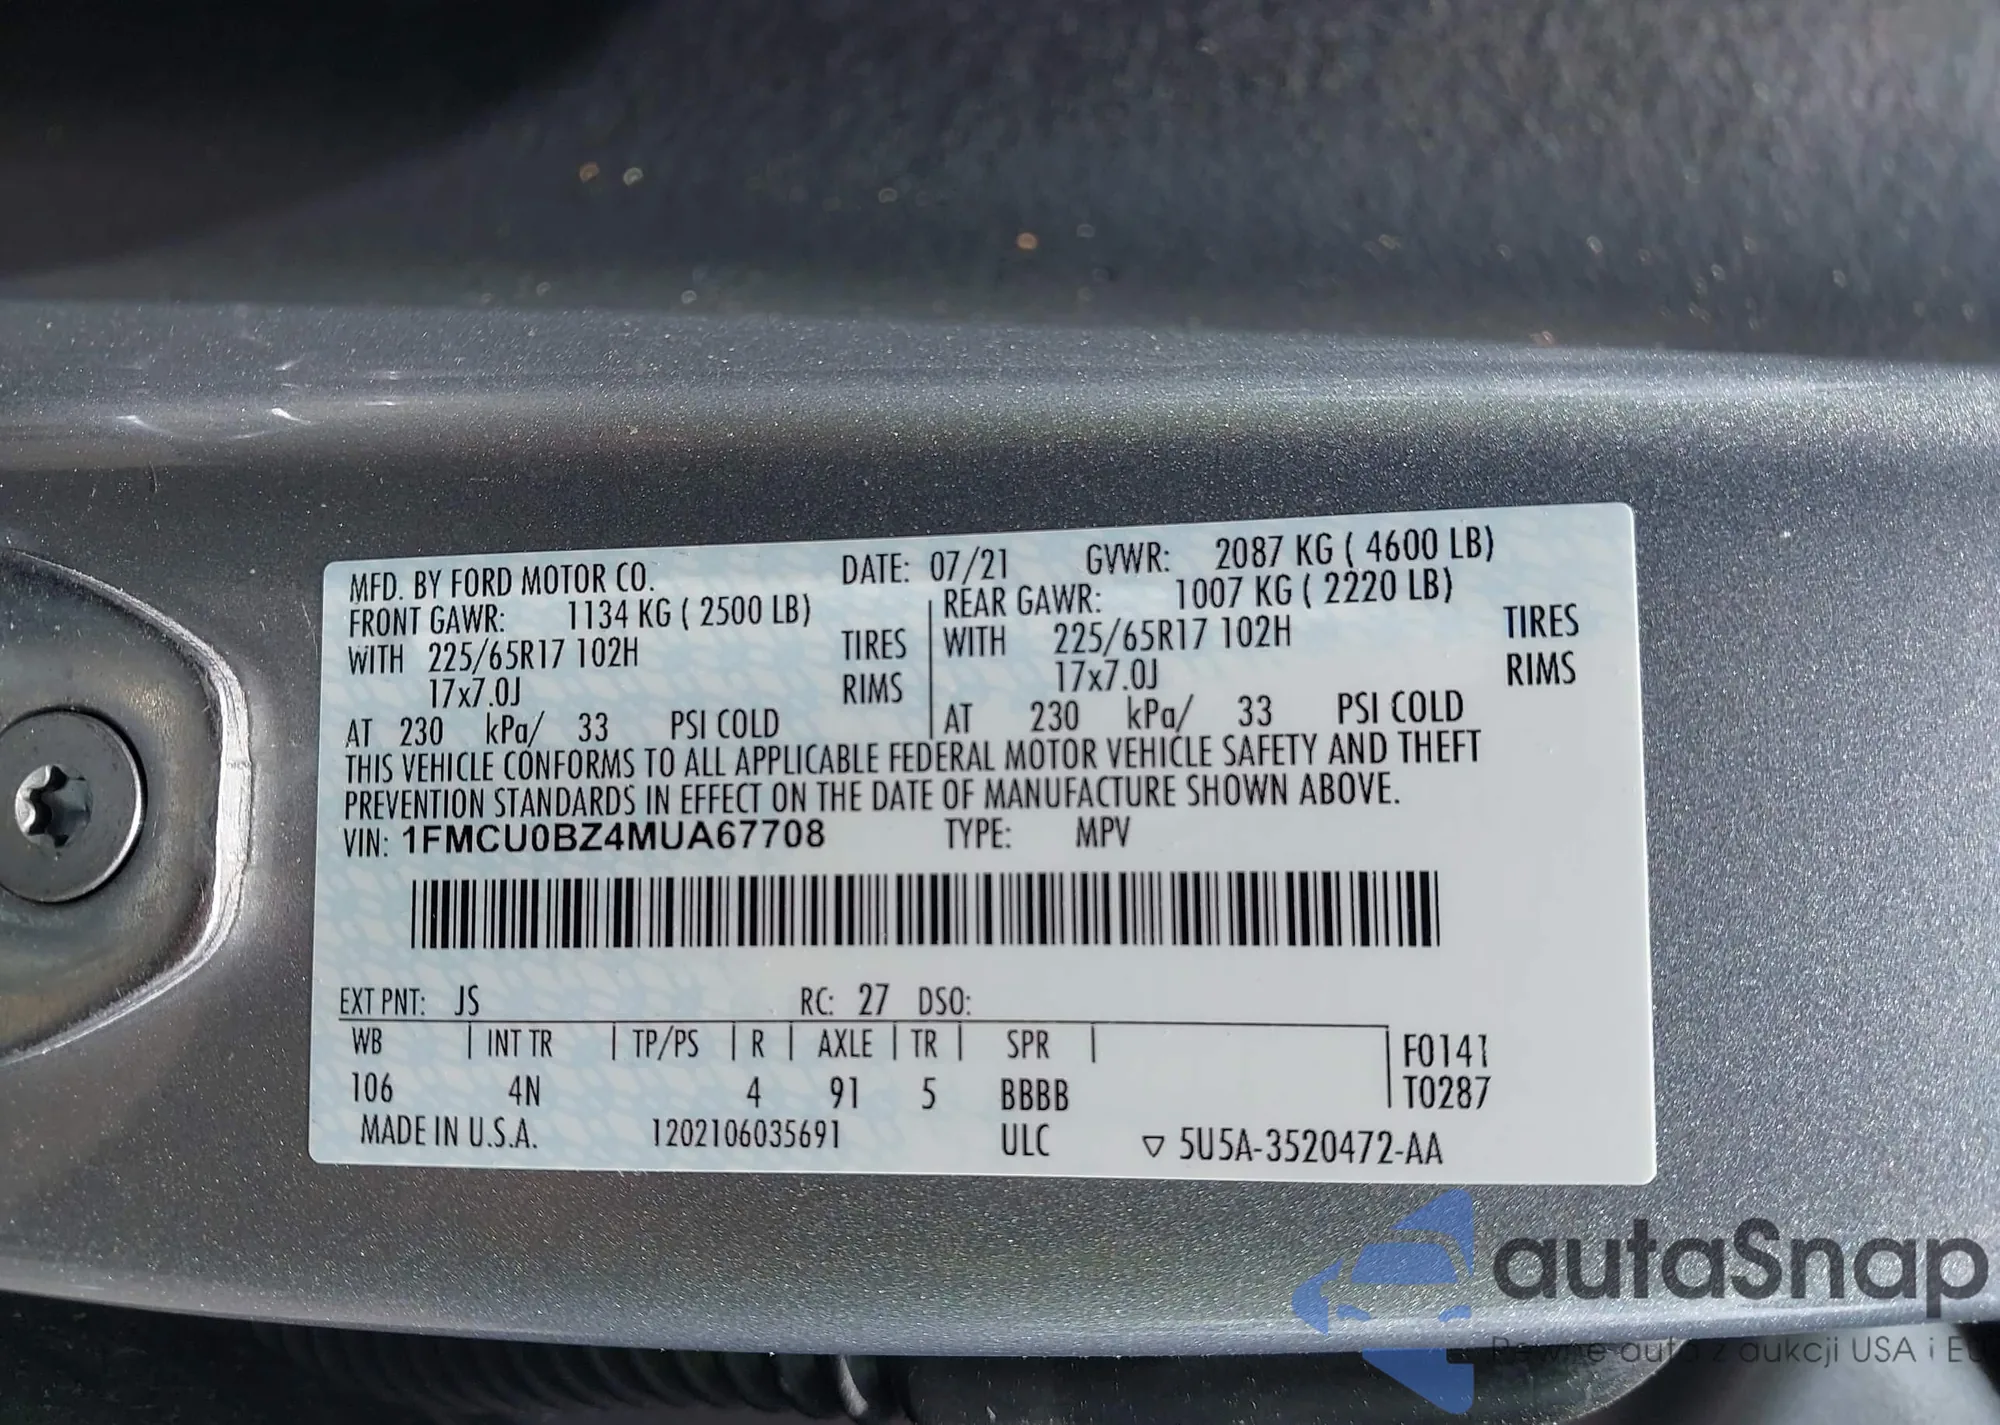 MFD. BY FORD MOTOR CO. DATE: 07/21 GVWR: 2087 KG ( 4600 LB)
FRONT GAWR: 1134 KG ( 2500 LB) REAR GAWR: 1007 KG ( 2220 LB)
WITH 225/65R17 102H TIRES WITH 225/65R17 102H TIRES
17x7.0J RIMS 17x7.0J RIMS
AT 230 kPa/ 33 PSI COLD AT 230 kPa/ 33 PSI COLD
THIS VEHICLE CONFORMS TO ALL APPLICABLE FEDERAL MOTOR VEHICLE SAFETY AND THEFT
PREVENTION STANDARDS IN EFFECT ON THE DATE OF MANUFACTURE SHOWN ABOVE.
VIN: 1FMCU0BZ4MUA67708 TYPE: MPV
EXT PNT: JS RC: 27 DSO:
WB INT TR TP/PS R AXLE TR SPR F0141
106 4N 4 91 5 BBBB T0287
MADE IN U.S.A. 1202106035691 ULC ▽ 5U5A-3520472-AA
autaSnap
Pewne auta z aukcji USA i EU